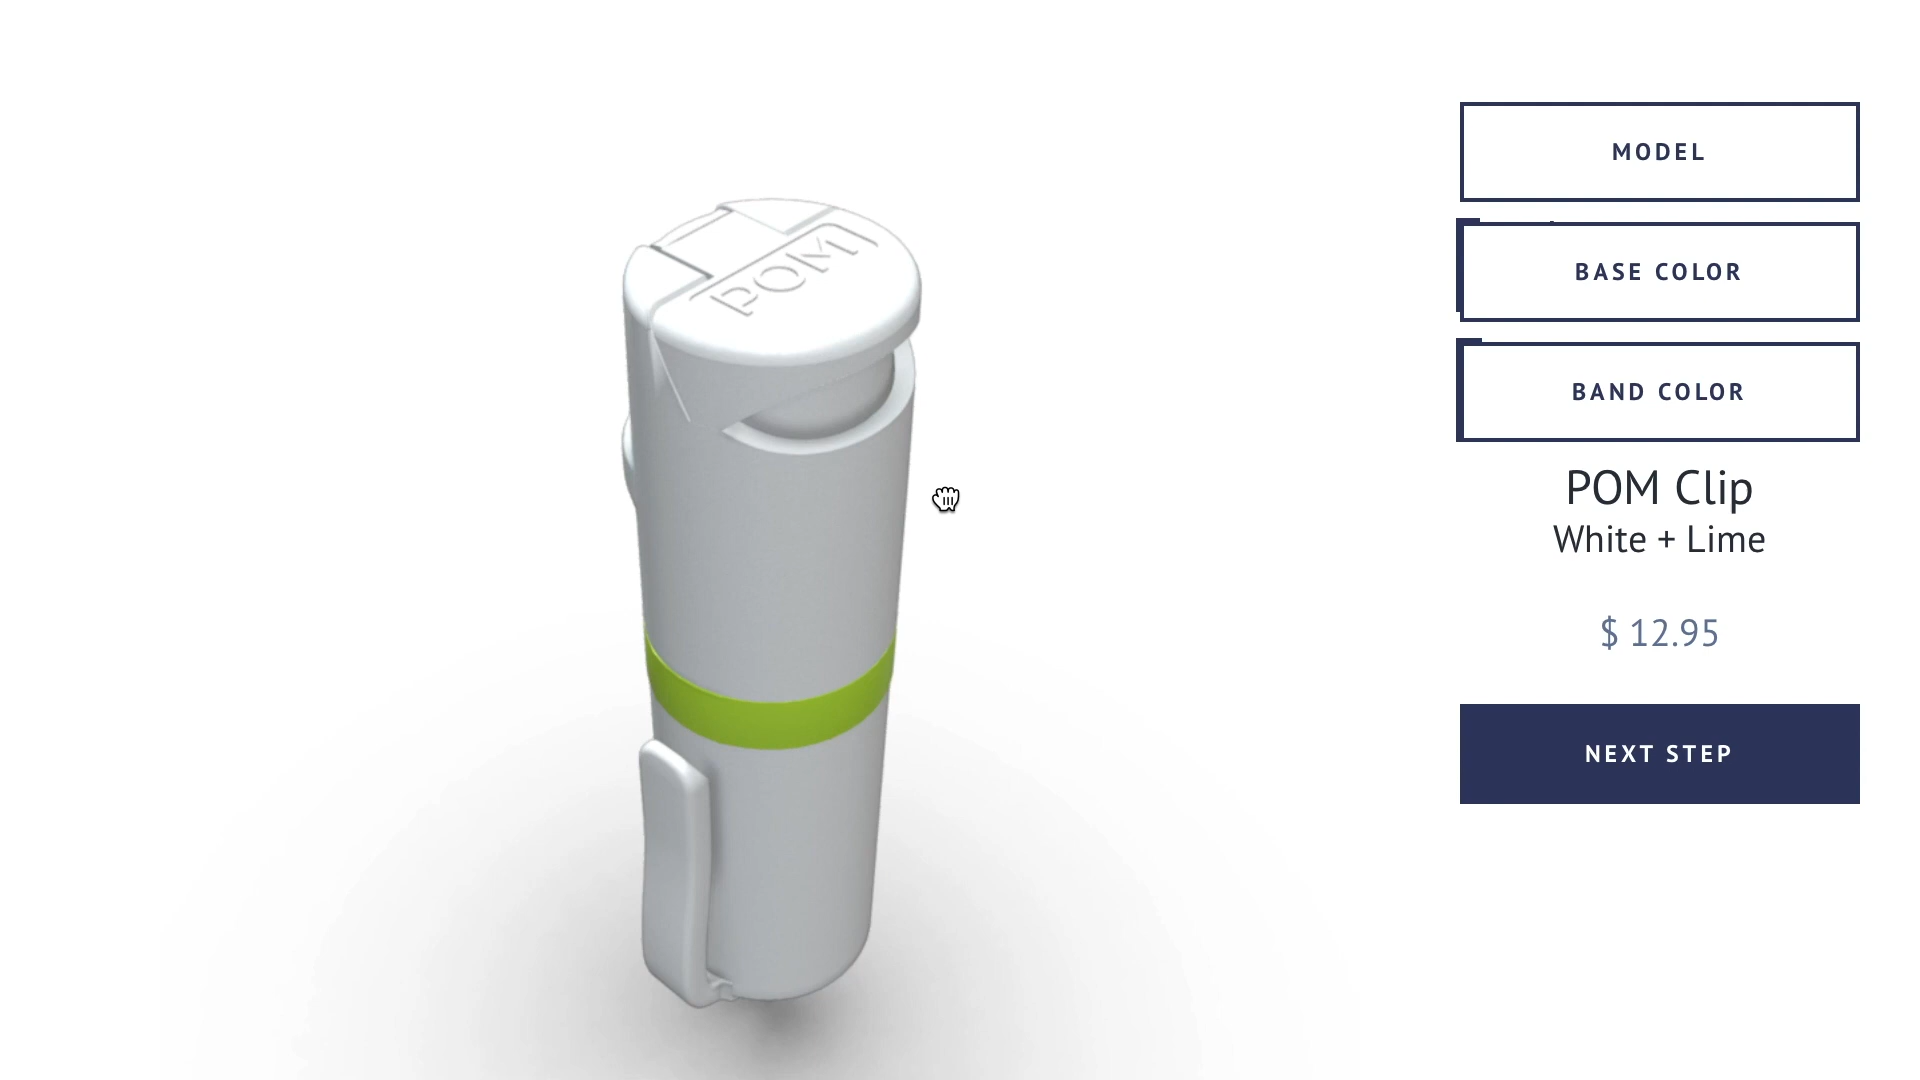 POM
MODEL
BASE COLOR
BAND COLOR
POM Clip
White + Lime
$ 12.95
NEXT STEP